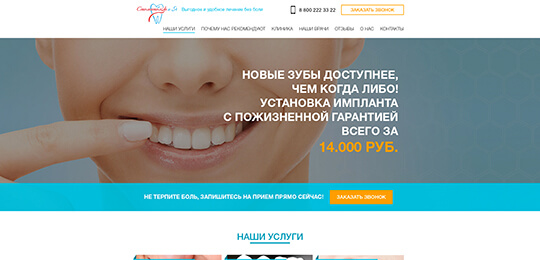 Выгодное и удобное лечение без боли
8 800 222 33 22
ЗАКАЗАТЬ ЗВОНОК
НАШИ УСЛУГИ ПОЧЕМУ НАС РЕКОМЕНДУЮТ КЛИНИКА НАШИ ВРАЧИ ОТЗЫВЫ О НАС КОНТАКТЫ
НОВЫЕ ЗУБЫ ДОСТУПНЕЕ,
ЧЕМ КОГДА ЛИБО!
УСТАНОВКА ИМПЛАНТА
С ПОЖИЗНЕННОЙ ГАРАНТИЕЙ
ВСЕГО ЗА
14.000 РУБ.
НЕ ТЕРПИТЕ БОЛЬ, ЗАПИШИТЕСЬ НА ПРИЕМ ПРЯМО СЕЙЧАС! ЗАКАЗАТЬ ЗВОНОК
НАШИ УСЛУГИ